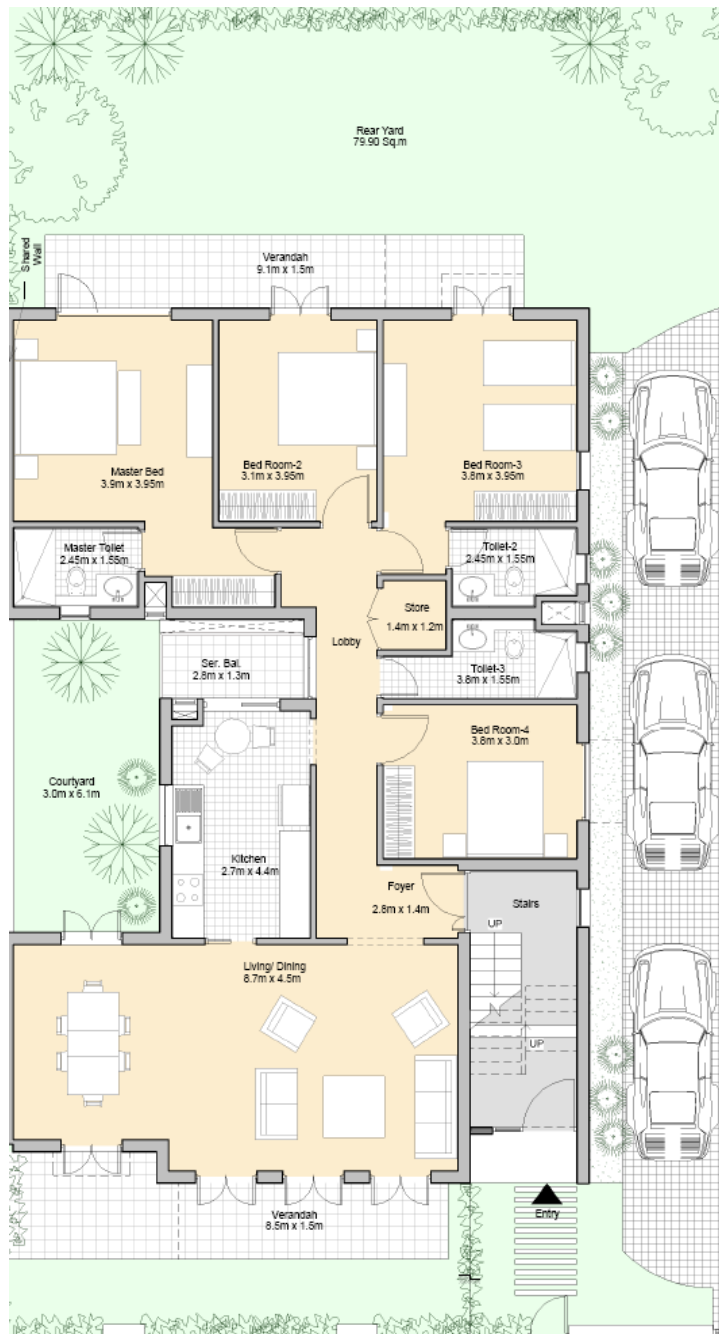 Rear Yard
79.90 Sq.m
Shared
Wall
Verandah
9.1m x 1.5m
Master Bed
3.9m x 3.95m
Bed Room-2
3.1m x 3.95m
Bed Room-3
3.8m x 3.95m
Master Toilet
2.45m x 1.55m
Toilet-2
2.45m x 1.55m
Store
1.4m x 1.2m
Lobby
Ser. Bal.
2.8m x 1.3m
Toilet-3
3.8m x 1.55m
Bed Room-4
3.8m x 3.0m
Courtyard
3.0m x 6.1m
Kitchen
2.7m x 4.4m
Foyer
2.8m x 1.4m
Stairs
UP
Living/ Dining
8.7m x 4.5m
UP
Verandah
8.5m x 1.5m
Entry